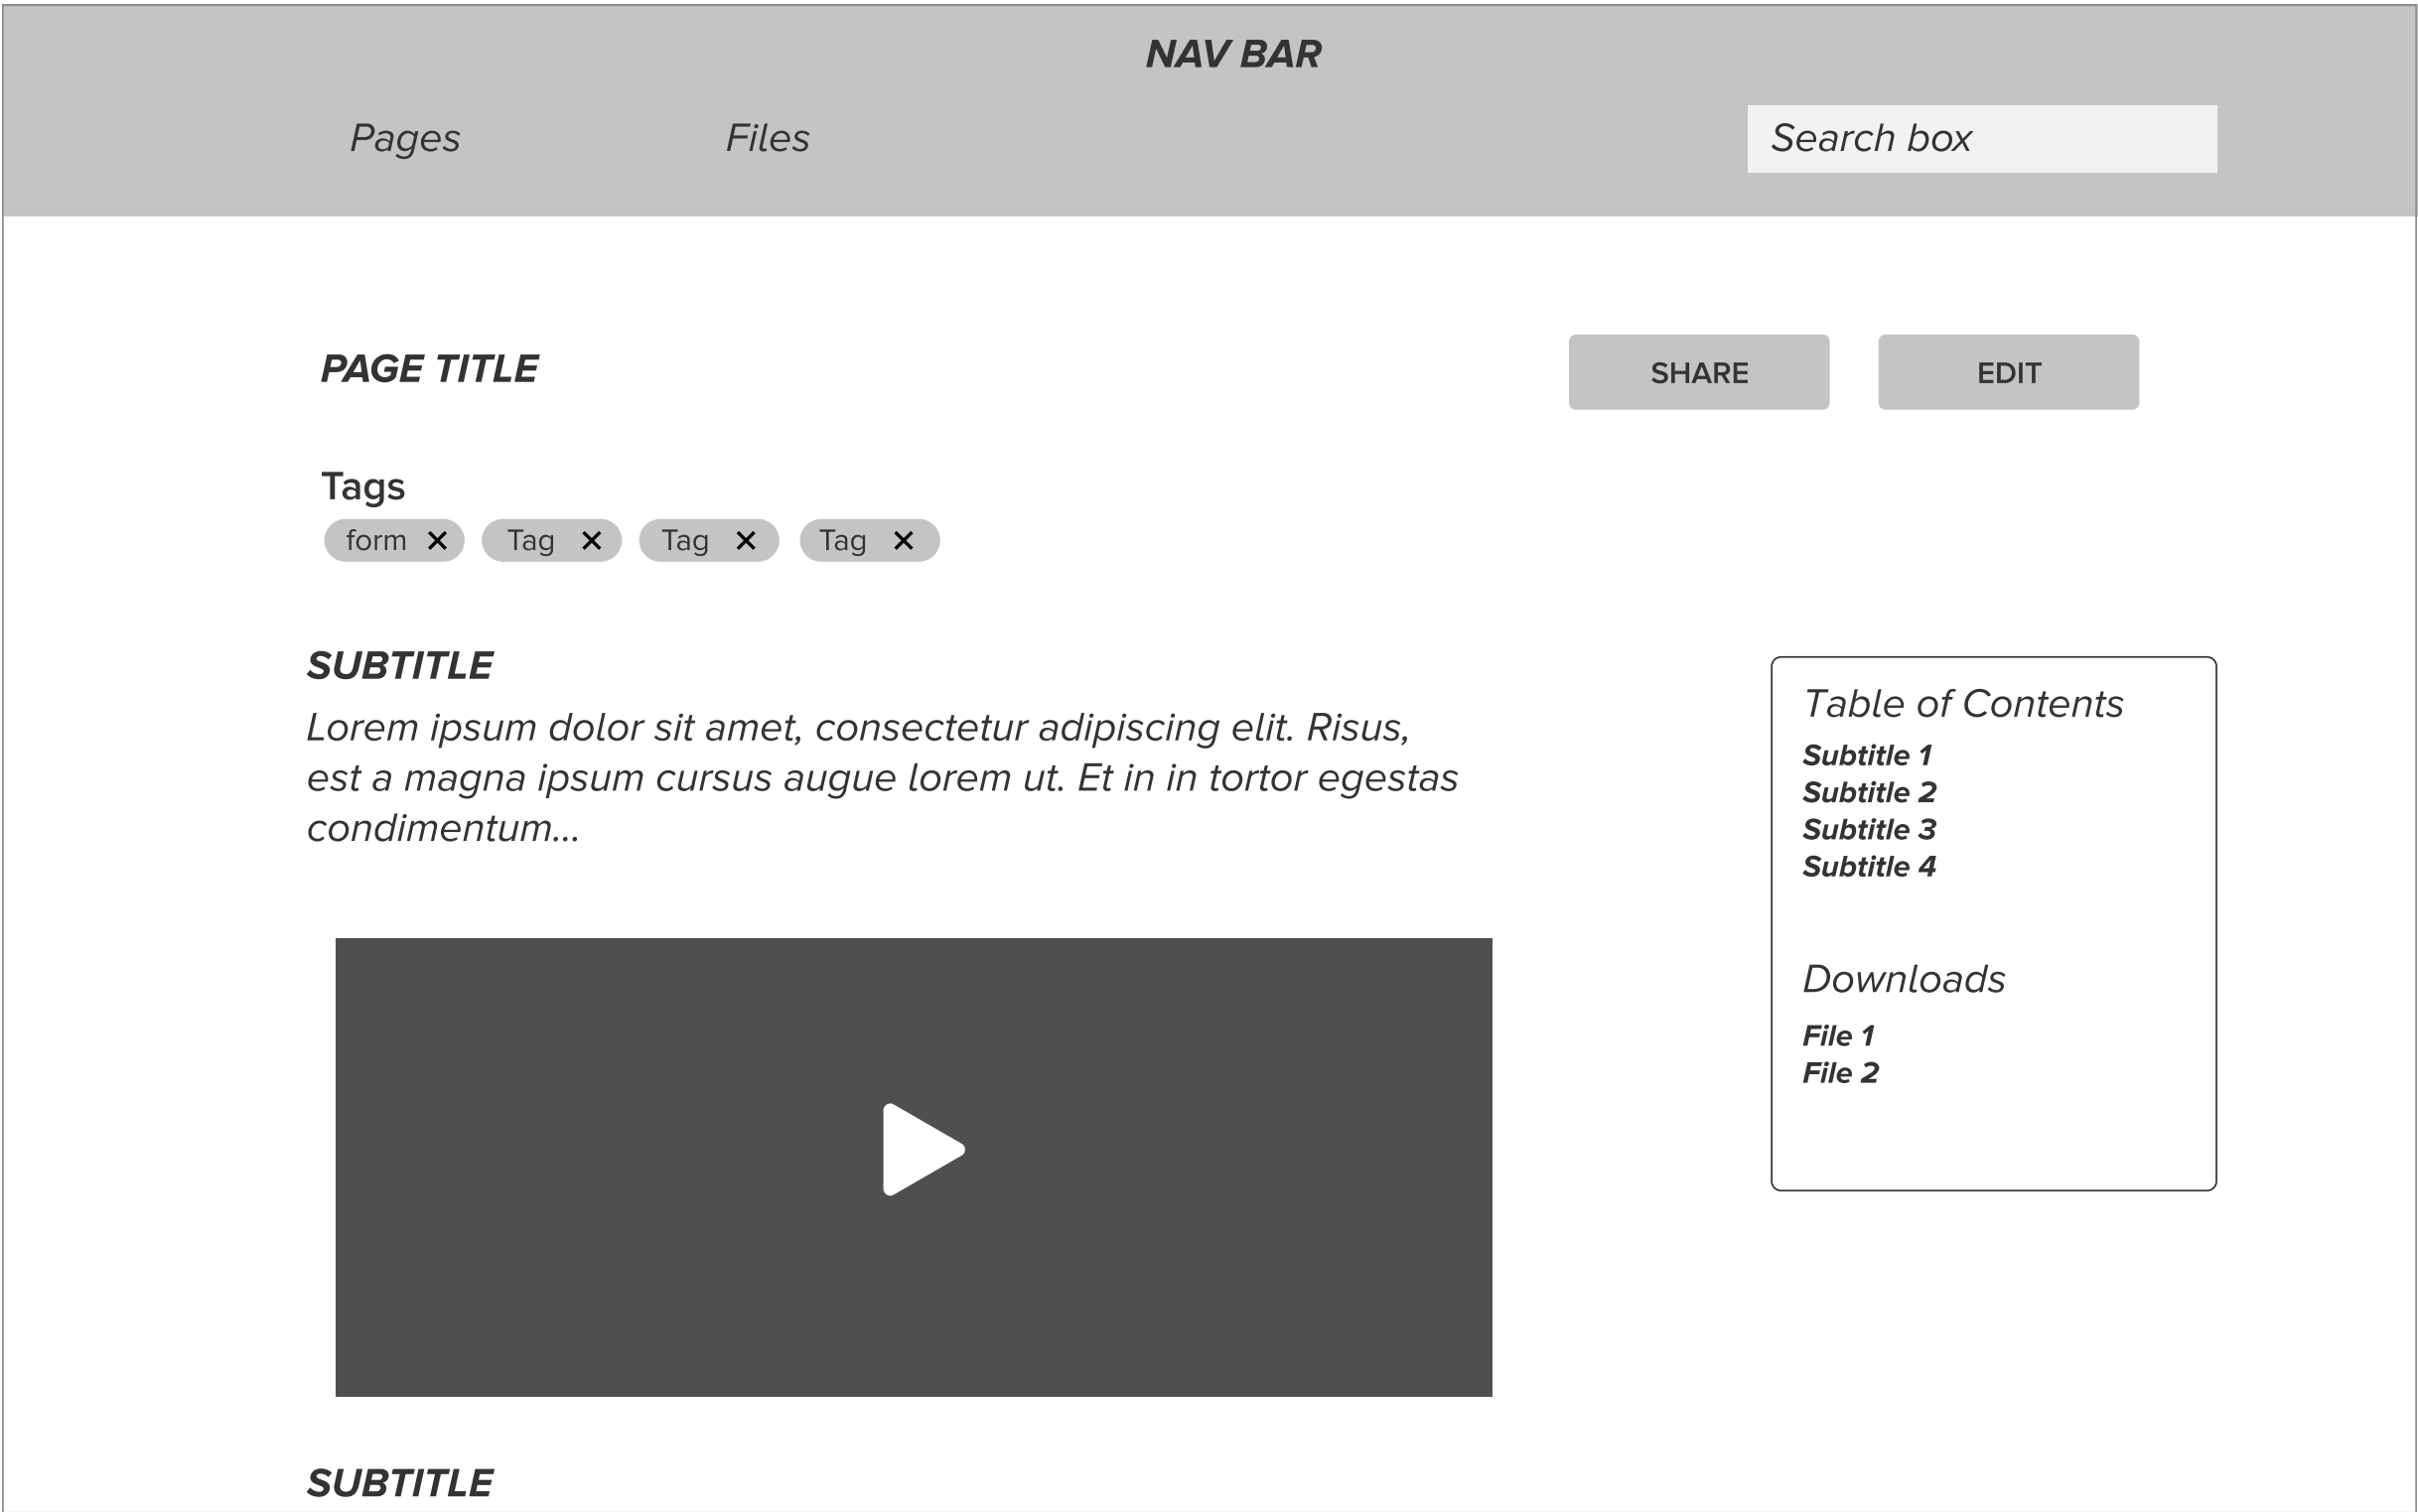 NAV BAR
Pages Files Search box
PAGE TITLE SHARE EDIT
Tags
form Tag Tag Tag
SUBTITLE
Lorem ipsum dolor sit amet, consectetur adipiscing elit. Risus,
est a magna ipsum cursus augue lorem ut. Et in in tortor egestas
condimentum...
Table of Contents
Subtitle 1
Subtitle 2
Subtitle 3
Subtitle 4
Downloads
File 1
File 2
SUBTITLE